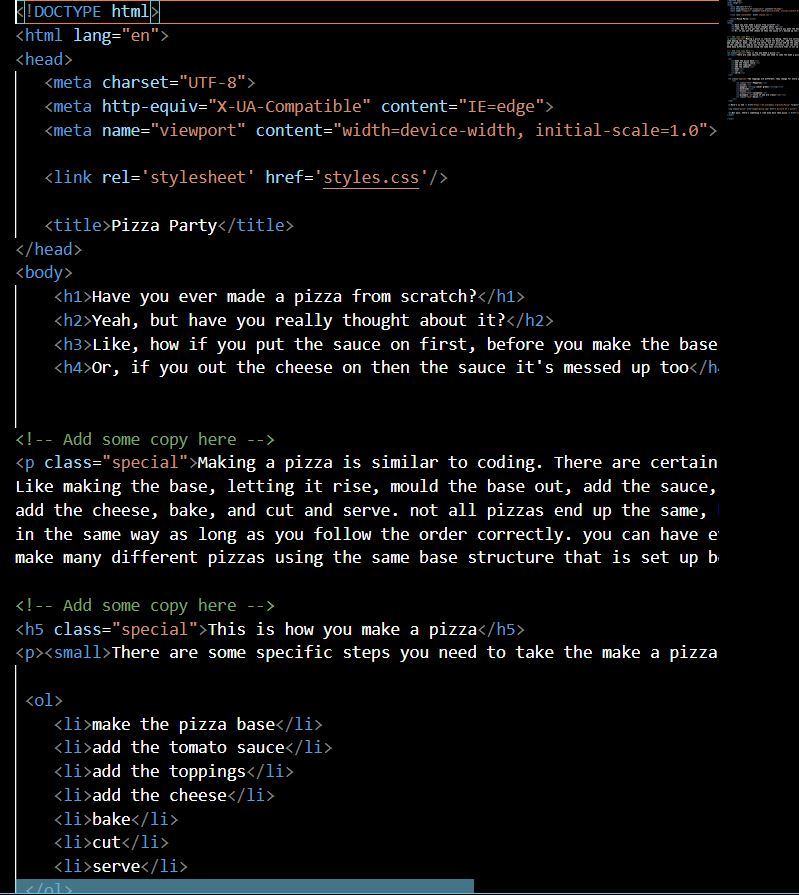 <!DOCTYPE html>
<html lang="en">
<head>
<meta charset="UTF-8">
<meta http-equiv="X-UA-Compatible" content="IE=edge">
<meta name="viewport" content="width=device-width, initial-scale=1.0">
<link rel='stylesheet' href='styles.css'/>
<title>Pizza Party</title>
</head>
<body>
<h1>Have you ever made a pizza from scratch?</h1>
<h2>Yeah, but have you really thought about it?</h2>
<h3>Like, how if you put the sauce on first, before you make the base
<h4>Or, if you out the cheese on then the sauce it's messed up too</h4
<!-- Add some copy here -->
<p class="special">Making a pizza is similar to coding. There are certain
Like making the base, letting it rise, mould the base out, add the sauce,
add the cheese, bake, and cut and serve. not all pizzas end up the same,
in the same way as long as you follow the order correctly. you can have
make many different pizzas using the same base structure that is set up
<!-- Add some copy here -->
<h5 class="special">This is how you make a pizza</h5>
<p><small>There are some specific steps you need to take the make a pizza
<ol>
<li>make the pizza base</li>
<li>add the tomato sauce</li>
<li>add the toppings</li>
<li>add the cheese</li>
<li>bake</li>
<li>cut</li>
<li>serve</li>
</ol>